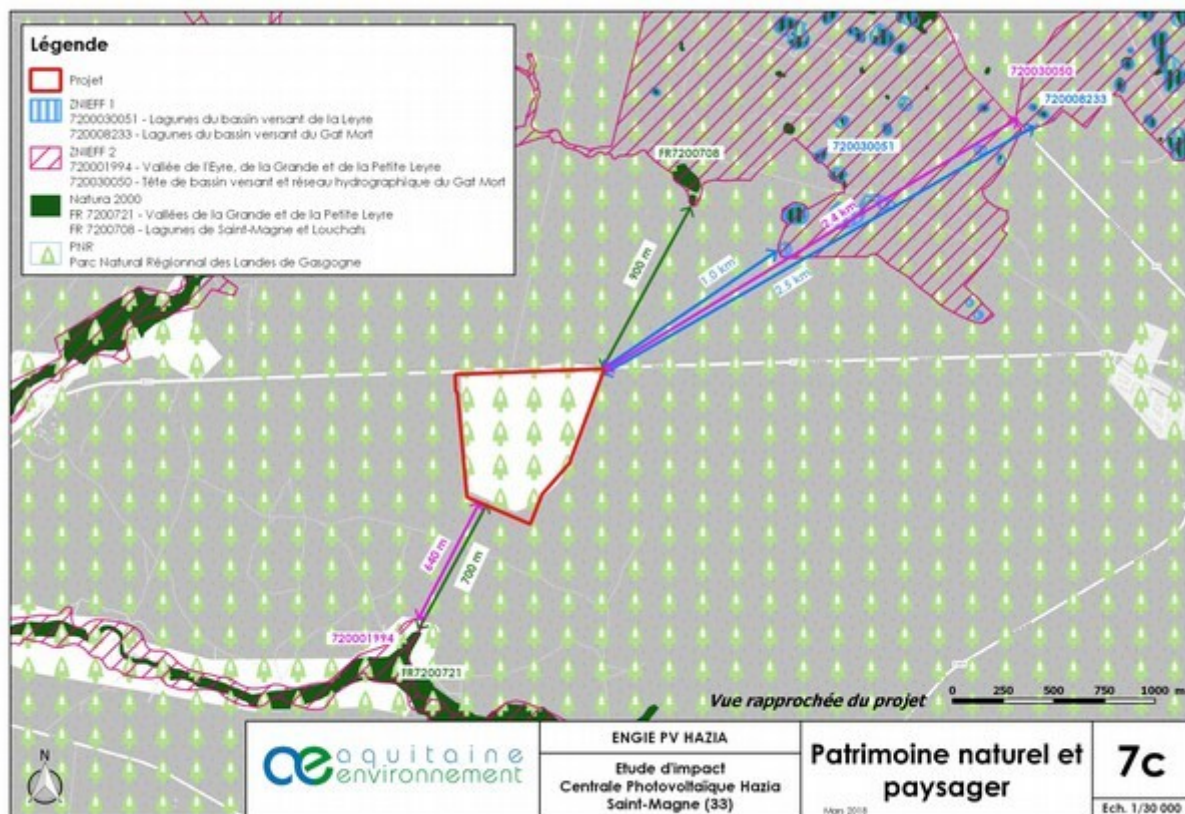 Légende
Projet
ZNIEFF 1
720030051 - Lagunes du bassin versant de la Leyre
720008233 - Lagunes du bassin versant du Gat Mort
ZNIEFF 2
720001994 - Vallée de l'Eyre, de la Grande et de la Petite Leyre
720030050 - Tête de bassin versant et réseau hydrographique du Gat Mort
Natura 2000
FR 7200721 - Vallées de la Grande et de la Petite Leyre
FR 7200708 - Lagunes de Saint-Magne et Louchats
PNR
Parc Natural Régionnal des Landes de Gasgogne
720030050
720008233
720030051
FR7200708
900 m
1.0 km
2.4 km
2.5 km
640 m
700 m
720001994
FR7200721
Vue rapprochée du projet
0 250 500 750 1000 m
N
ae aquitaine
environnement
ENGIE PV HAZIA
Etude d'impact
Centrale Photovoltaïque Hazia
Saint-Magne (33)
Patrimoine naturel et
paysager
Mars 2018
7c
Ech. 1/30 000